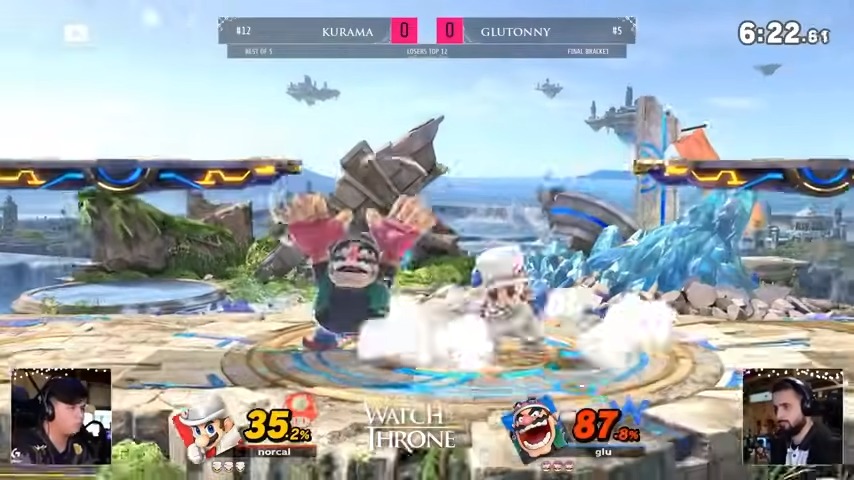 #12 KURAMA 0 0 GLUTONNY #5
BEST OF 5 LOSERS TOP 12 FINAL BRACKET
6:22.61
35.2%
norcal
WATCH
THE
THRONE
87.8%
glu